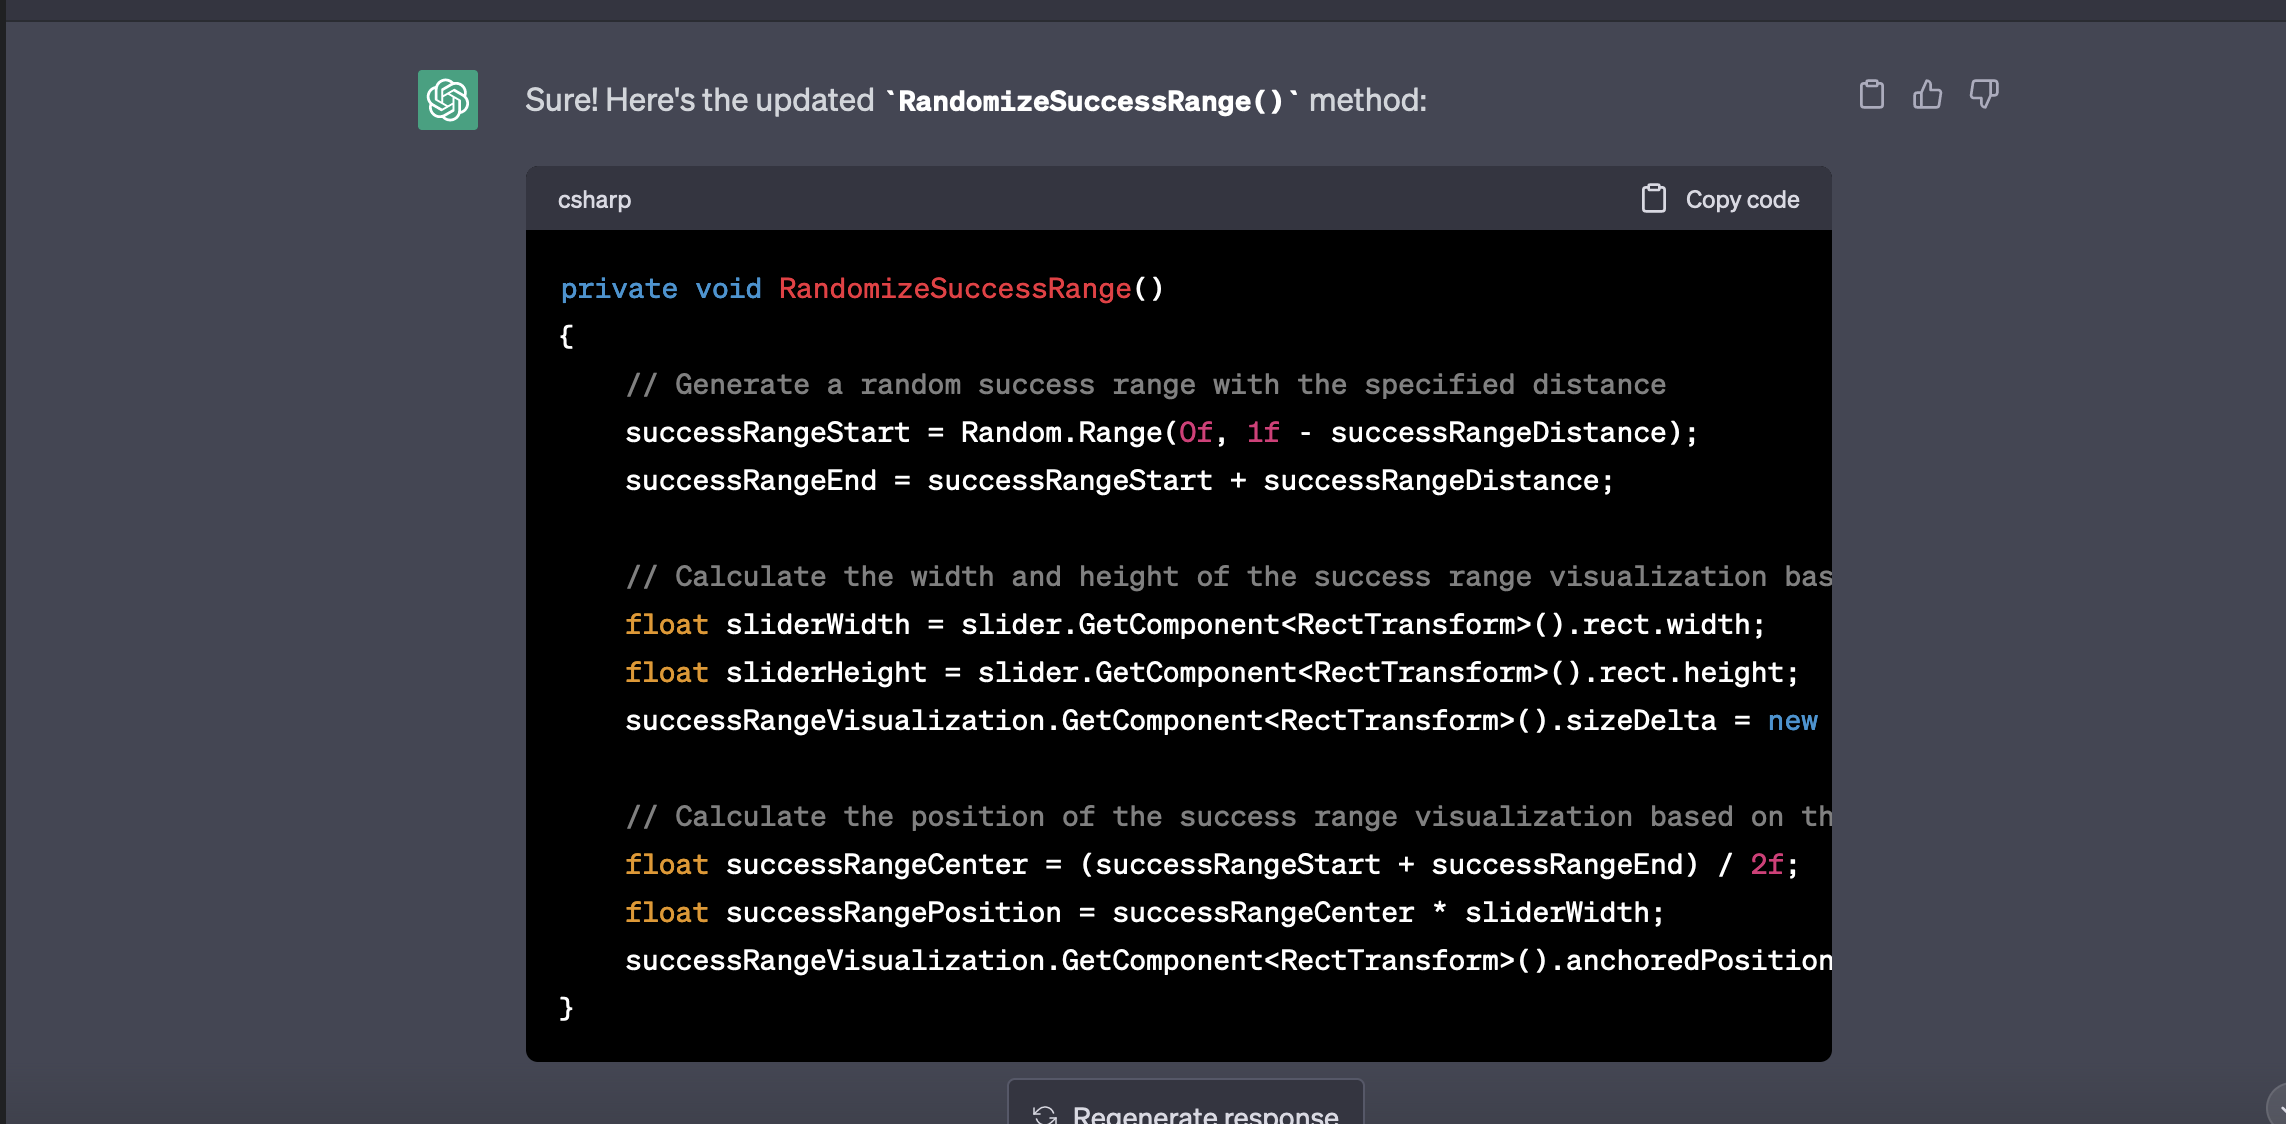 Sure! Here's the updated `RandomizeSuccessRange()` method:
csharp
Copy code
private void RandomizeSuccessRange()
{
// Generate a random success range with the specified distance
successRangeStart = Random.Range(0f, 1f - successRangeDistance);
successRangeEnd = successRangeStart + successRangeDistance;
// Calculate the width and height of the success range visualization bas
float sliderWidth = slider.GetComponent<RectTransform>().rect.width;
float sliderHeight = slider.GetComponent<RectTransform>().rect.height;
successRangeVisualization.GetComponent<RectTransform>().sizeDelta = new
// Calculate the position of the success range visualization based on th
float successRangeCenter = (successRangeStart + successRangeEnd) / 2f;
float successRangePosition = successRangeCenter * sliderWidth;
successRangeVisualization.GetComponent<RectTransform>().anchoredPosition
}
Regenerate response